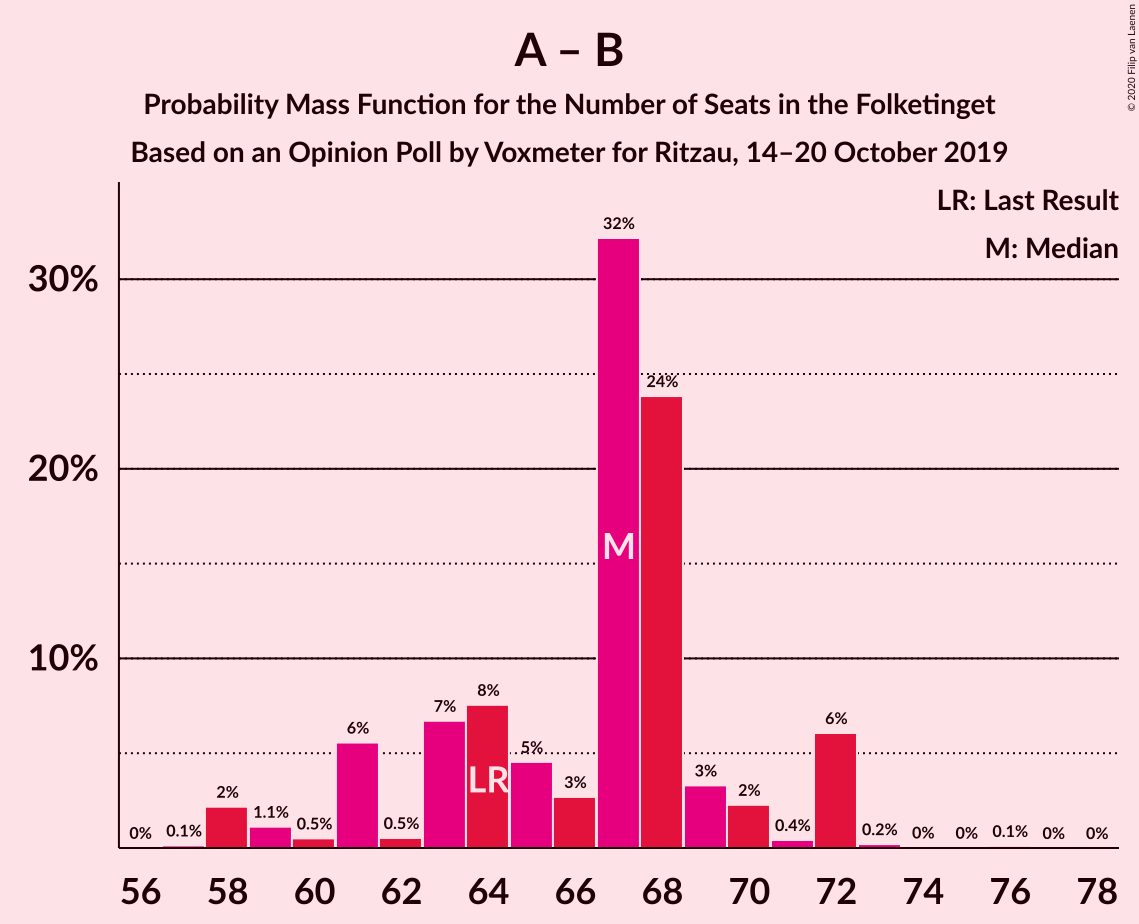 © 2020 Filip van Laenen
A – B
Probability Mass Function for the Number of Seats in the Folketinget
Based on an Opinion Poll by Voxmeter for Ritzau, 14–20 October 2019
LR: Last Result
M: Median
30%
20%
10%
0%
0.1%
2%
1.1%
0.5%
6%
0.5%
7%
8%
5%
3%
32%
24%
3%
2%
0.4%
6%
0.2%
0%
0%
0.1%
0%
0%
M
LR
56 58 60 62 64 66 68 70 72 74 76 78